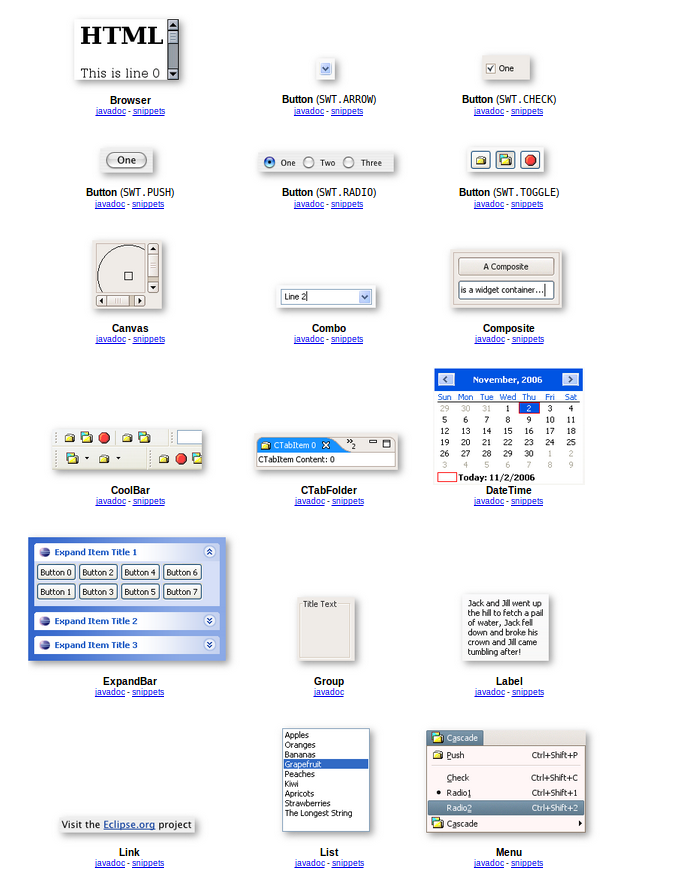 HTML
This is line 0
Browser
javadoc - snippets
Button (SWT.ARROW)
javadoc - snippets
One
Button (SWT.CHECK)
javadoc - snippets
One
Button (SWT.PUSH)
javadoc - snippets
One Two Three
Button (SWT.RADIO)
javadoc - snippets
Button (SWT.TOGGLE)
javadoc - snippets
Canvas
javadoc - snippets
Line 2
Combo
javadoc - snippets
A Composite
is a widget container...
Composite
javadoc - snippets
CoolBar
javadoc - snippets
CTabItem 0 »2
CTabItem Content: 0
CTabFolder
javadoc - snippets
November, 2006
Sun Mon Tue Wed Thu Fri Sat
29 30 31 1 2 3 4
5 6 7 8 9 10 11
12 13 14 15 16 17 18
19 20 21 22 23 24 25
26 27 28 29 30 1 2
3 4 5 6 7 8 9
Today: 11/2/2006
DateTime
javadoc - snippets
Expand Item Title 1
Button 0 Button 2 Button 4 Button 6
Button 1 Button 3 Button 5 Button 7
Expand Item Title 2
Expand Item Title 3
ExpandBar
javadoc - snippets
Title Text
Group
javadoc
Jack and Jill went up
the hill to fetch a pail
of water, Jack fell
down and broke his
crown and Jill came
tumbling after!
Label
javadoc - snippets
Visit the Eclipse.org project
Link
javadoc - snippets
Apples
Oranges
Bananas
Grapefruit
Peaches
Kiwi
Apricots
Strawberries
The Longest String
List
javadoc - snippets
Cascade
Push Ctrl+Shift+P
Check Ctrl+Shift+C
Radio1 Ctrl+Shift+1
Radio2 Ctrl+Shift+2
Cascade
Menu
javadoc - snippets